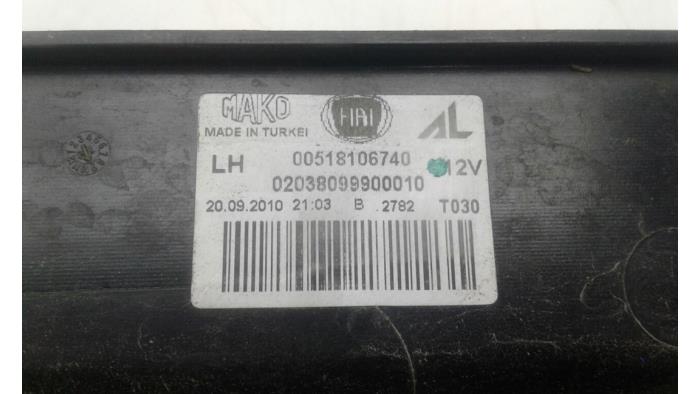 MAKO FIAT AL
MADE IN TURKEI
LH 00518106740 12V
02038099900010
20.09.2010 21:03 B .2782 T030